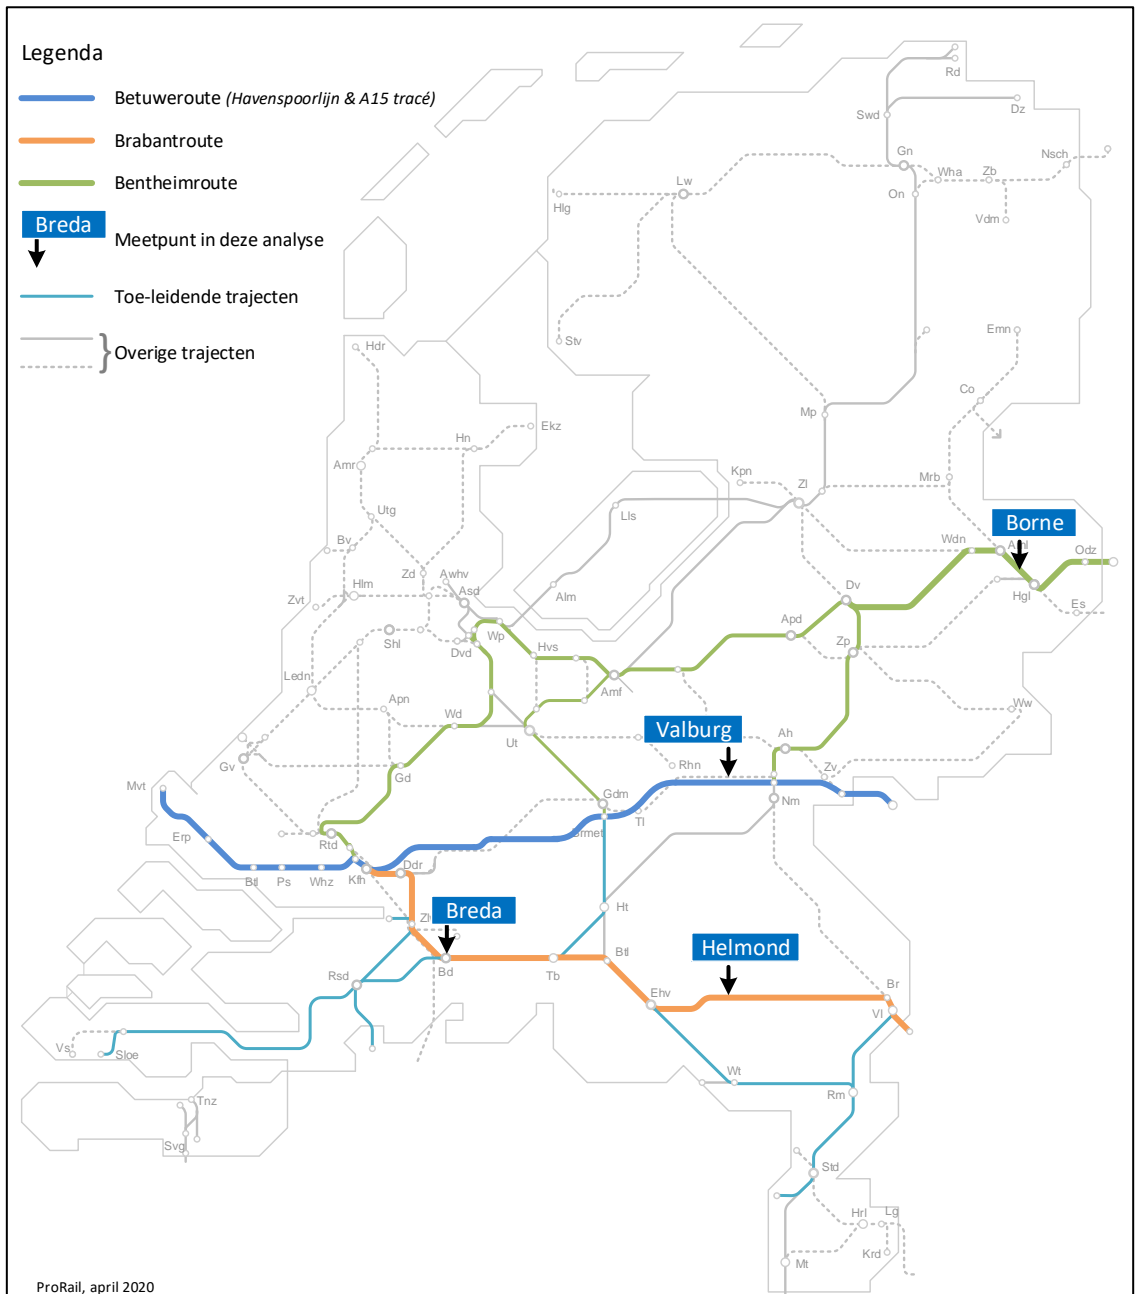 Legenda
Betuweroute (Havenspoorlijn & A15 tracé)
Brabantroute
Bentheimroute
Breda
Meetpunt in deze analyse
Toe-leidende trajecten
Overige trajecten
Rd
Dz
Swd
Gn
Nsch
Wha
Zb
On
Vdm
Lw
Hlg
Stv
Emn
Hdr
Co
Mp
Ekz
Hn
Amr
Kpn
Zl
Mrb
Lls
Utg
Borne
Bv
Wdn
Odz
Zd
Awhv
Hlm
Asd
Alm
Zvt
Dv
Hgl
Es
Wp
Apd
Shl
Dvd
Hvs
Zp
Ledn
Amf
Apn
Ww
Wd
Valburg
Ut
Ah
Gv
Gd
Rhn
Zv
Mvt
Nm
Gdm
Tl
Erp
Rtd
Ddr
Btl
Ps
Whz
Kfh
Breda
Ht
Helmond
Bd
Tb
Btl
Rsd
Ehv
Br
Vl
Vs
Sloe
Wt
Rm
Tnz
Svg
Std
Hrl
Lg
Krd
Mt
ProRail, april 2020